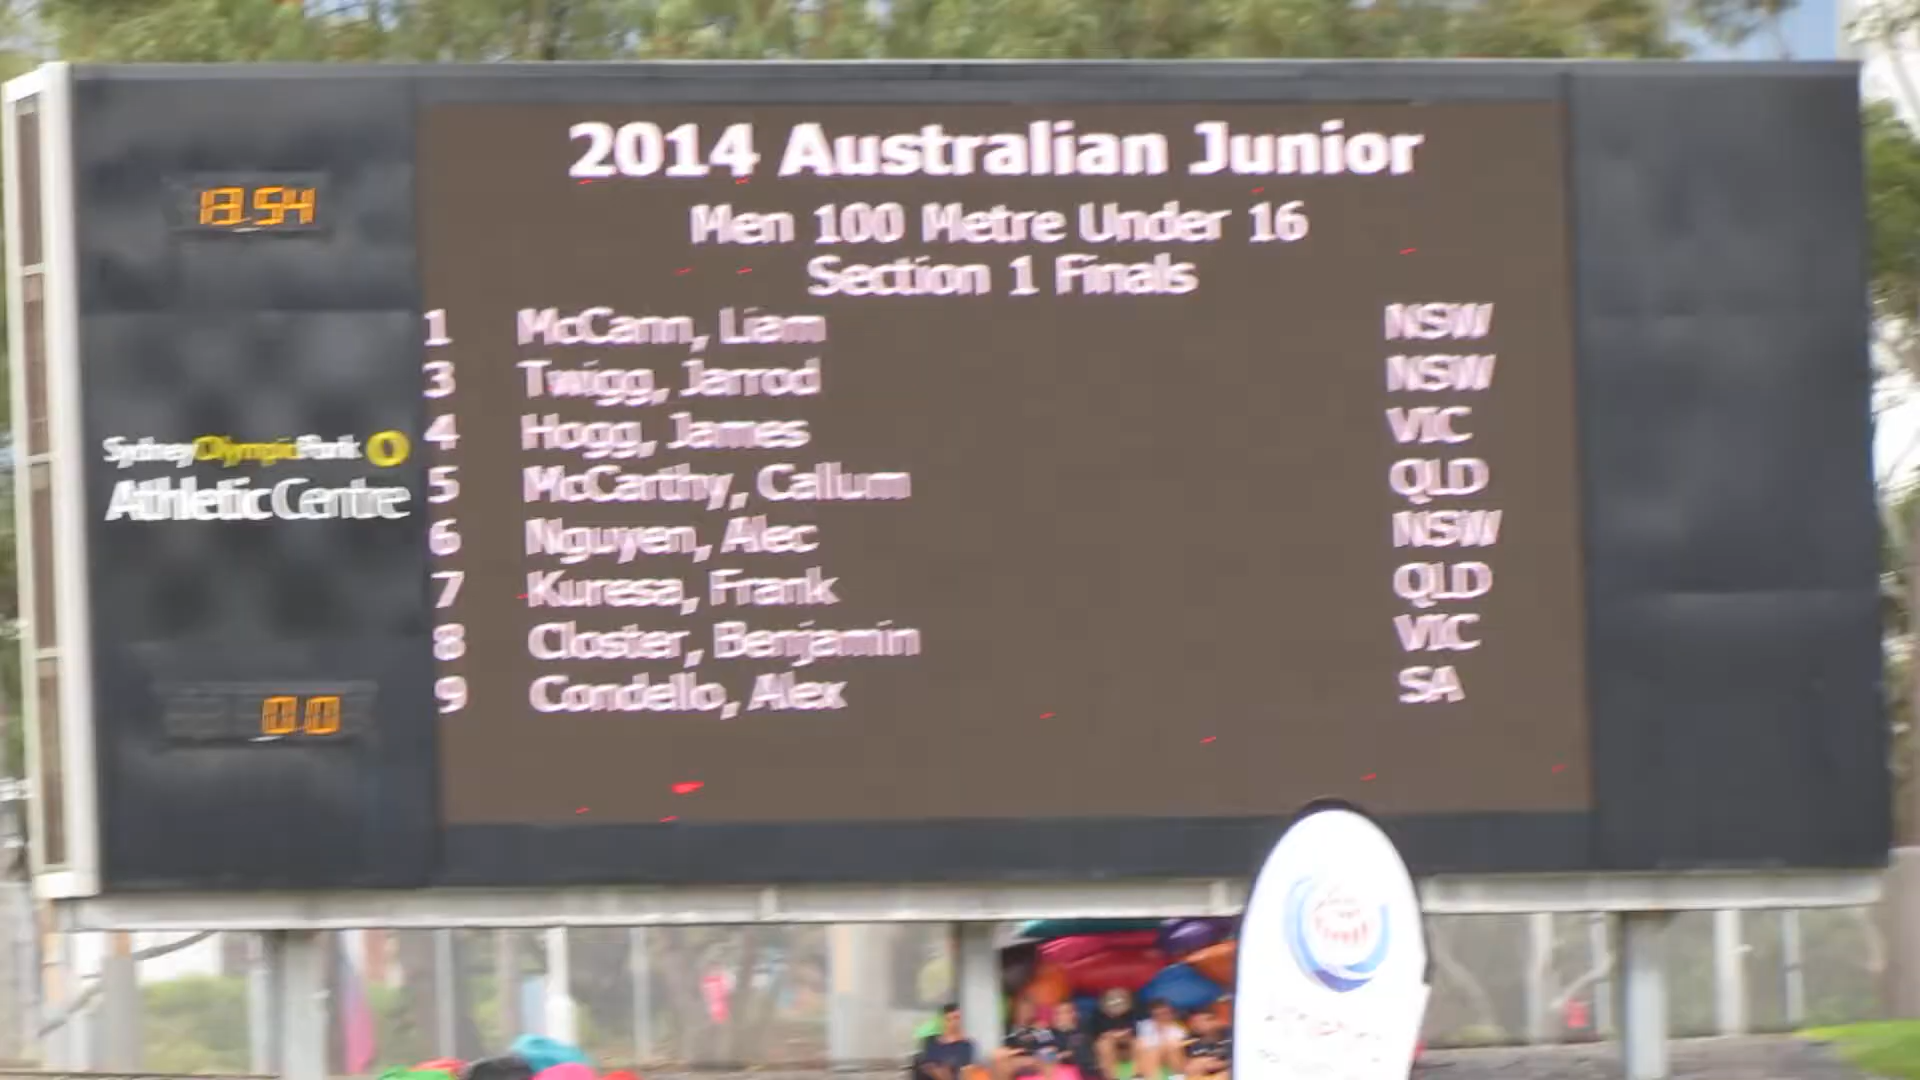 2014 Australian Junior
Men 100 Metre Under 16
Section 1 Finals
13.54
1 McCann, Liam NSW
3 Twigg, Jarrod NSW
4 Hogg, James VIC
5 McCarthy, Callum QLD
6 Nguyen, Alec NSW
7 Kuresa, Frank QLD
8 Closter, Benjamin VIC
9 Condello, Alex SA
SydneyOlympicPark
AthleticCentre
0.0